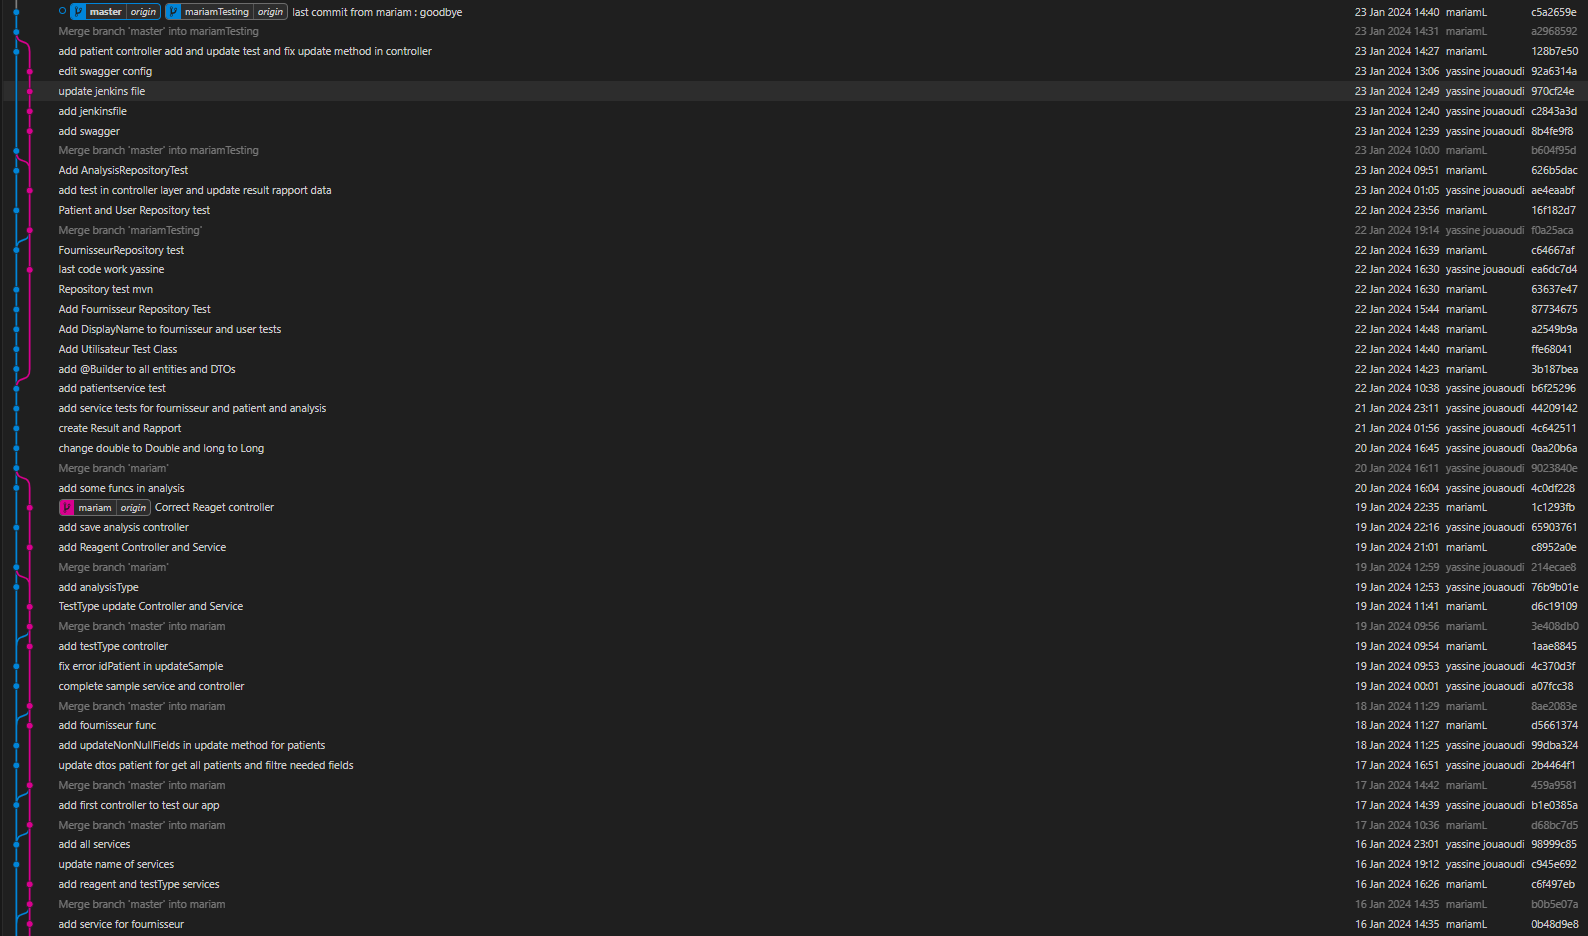 master origin mariamTesting origin last commit from mariam : goodbye 23 Jan 2024 14:40 mariamL c5a2659e
Merge branch 'master' into mariamTesting 23 Jan 2024 14:31 mariamL a2968592
add patient controller add and update test and fix update method in controller 23 Jan 2024 14:27 mariamL 128b7e50
edit swagger config 23 Jan 2024 13:06 yassine jouaoudi 92a6314a
update jenkins file 23 Jan 2024 12:49 yassine jouaoudi 970cf24e
add jenkinsfile 23 Jan 2024 12:40 yassine jouaoudi c2843a3d
add swagger 23 Jan 2024 12:39 yassine jouaoudi 8b4fe9f8
Merge branch 'master' into mariamTesting 23 Jan 2024 10:00 mariamL b604f95d
Add AnalysisRepositoryTest 23 Jan 2024 09:51 mariamL 626b5dac
add test in controller layer and update result rapport data 23 Jan 2024 01:05 yassine jouaoudi ae4eaabf
Patient and User Repository test 22 Jan 2024 23:56 mariamL 16f182d7
Merge branch 'mariamTesting' 22 Jan 2024 19:14 yassine jouaoudi f0a25aca
FournisseurRepository test 22 Jan 2024 16:39 mariamL c64667af
last code work yassine 22 Jan 2024 16:30 yassine jouaoudi ea6dc7d4
Repository test mvn 22 Jan 2024 16:30 mariamL 63637e47
Add Fournisseur Repository Test 22 Jan 2024 15:44 mariamL 87734675
Add DisplayName to fournisseur and user tests 22 Jan 2024 14:48 mariamL a2549b9a
Add Utilisateur Test Class 22 Jan 2024 14:40 mariamL ffe68041
add @Builder to all entities and DTOs 22 Jan 2024 14:23 mariamL 3b187bea
add patientservice test 22 Jan 2024 10:38 yassine jouaoudi b6f25296
add service tests for fournisseur and patient and analysis 21 Jan 2024 23:11 yassine jouaoudi 44209142
create Result and Rapport 21 Jan 2024 01:56 yassine jouaoudi 4c642511
change double to Double and long to Long 20 Jan 2024 16:45 yassine jouaoudi 0aa20b6a
Merge branch 'mariam' 20 Jan 2024 16:11 yassine jouaoudi 9023840e
add some funcs in analysis 20 Jan 2024 16:04 yassine jouaoudi 4c0df228
mariam origin Correct Reaget controller 19 Jan 2024 22:35 mariamL 1c1293fb
add save analysis controller 19 Jan 2024 22:16 yassine jouaoudi 65903761
add Reagent Controller and Service 19 Jan 2024 21:01 mariamL c8952a0e
Merge branch 'mariam' 19 Jan 2024 12:59 yassine jouaoudi 214ecae8
add analysisType 19 Jan 2024 12:53 yassine jouaoudi 76b9b01e
TestType update Controller and Service 19 Jan 2024 11:41 mariamL d6c19109
Merge branch 'master' into mariam 19 Jan 2024 09:56 mariamL 3e408db0
add testType controller 19 Jan 2024 09:54 mariamL 1aae8845
fix error idPatient in updateSample 19 Jan 2024 09:53 yassine jouaoudi 4c370d3f
complete sample service and controller 19 Jan 2024 00:01 yassine jouaoudi a07fcc38
Merge branch 'master' into mariam 18 Jan 2024 11:29 mariamL 8ae2083e
add fournisseur func 18 Jan 2024 11:27 mariamL d5661374
add updateNonNullFields in update method for patients 18 Jan 2024 11:25 yassine jouaoudi 99dba324
update dtos patient for get all patients and filtre needed fields 17 Jan 2024 16:51 yassine jouaoudi 2b4464f1
Merge branch 'master' into mariam 17 Jan 2024 14:42 mariamL 459a9581
add first controller to test our app 17 Jan 2024 14:39 yassine jouaoudi b1e0385a
Merge branch 'master' into mariam 17 Jan 2024 10:36 mariamL d68bc7d5
add all services 16 Jan 2024 23:01 yassine jouaoudi 98999c85
update name of services 16 Jan 2024 19:12 yassine jouaoudi c945e692
add reagent and testType services 16 Jan 2024 16:26 mariamL c6f497eb
Merge branch 'master' into mariam 16 Jan 2024 14:35 mariamL b0b5e07a
add service for fournisseur 16 Jan 2024 14:35 mariamL 0b48d9e8